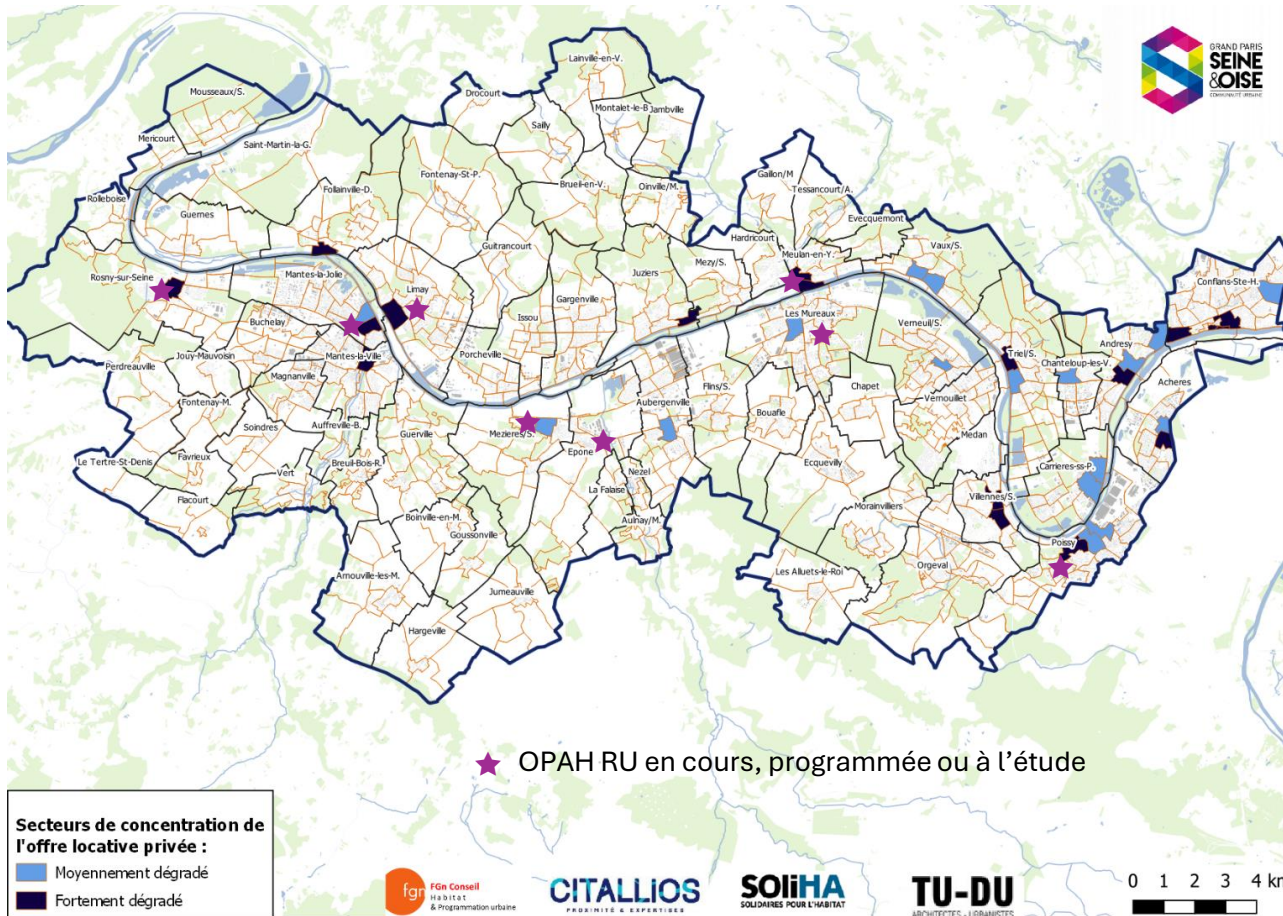 GRAND PARIS
SEINE
&OISE
COMMUNAUTÉ URBAINE
Lainville-en-V.
Mousseaux/S.
Drocourt
Montalet-le-B
Jambville
Sailly
Mericourt
Saint-Martin-la-G.
Gaillon/M
Fontenay-St-P.
Tessancourt/A.
Follainville-D.
Brueil-en-V.
Oinville/M.
Rolleboise
Guernes
Evecquemont
Guitrancourt
Hardricourt
Vaux/S.
Meulan-en-Y.
Mezy/S.
Juziers
Mantes-la-Jolie
Rosny-sur-Seine
Limay
Gargenville
Conflans-Ste-H.
Issou
Les Mureaux
Buchelay
Verneuil/S.
Andresy
Jouy-Mauvoisin
Mantes-la-Ville
Porcheville
Triel/S.
Chanteloup-les-V.
Perdreauville
Magnanville
Flins/S.
Chapet
Acheres
Fontenay-M.
Aubergenville
Vernouillet
Bouafle
Soindres
Auffreville-B.
Guerville
Mezieres/S.
Medan
Epone
Le Tertre-St-Denis
Favrieux
Vert
Breuil-Bois-R.
Nezel
Ecquevilly
Carrieres-ss-P.
Flacourt
La Falaise
Villennes/S.
Morainvilliers
Boinville-en-M.
Aulnay/M.
Goussonville
Poissy
Orgeval
Arnouville-les-M.
Les Alluets-le-Roi
Jumeauville
Hargeville
OPAH RU en cours, programmée ou à l’étude
Secteurs de concentration de
l'offre locative privée :
Moyennement dégradé
Fortement dégradé
fgn
FGn Conseil
Habitat
& Programmation urbaine
CITALLIOS
PROXIMITÉ & EXPERTISES
SOLiHA
SOLIDAIRES POUR L'HABITAT
TU-DU
ARCHITECTES - URBANISTES
0 1 2 3 4 km